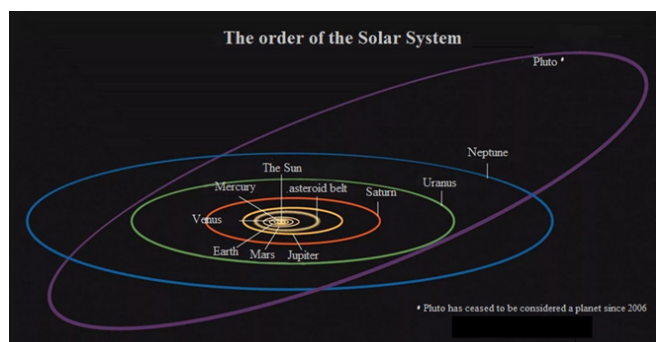 The order of the Solar System
Pluto *
Neptune
The Sun
Mercury
asteroid belt
Uranus
Saturn
Venus
Earth
Mars
Jupiter
* Pluto has ceased to be considered a planet since 2006